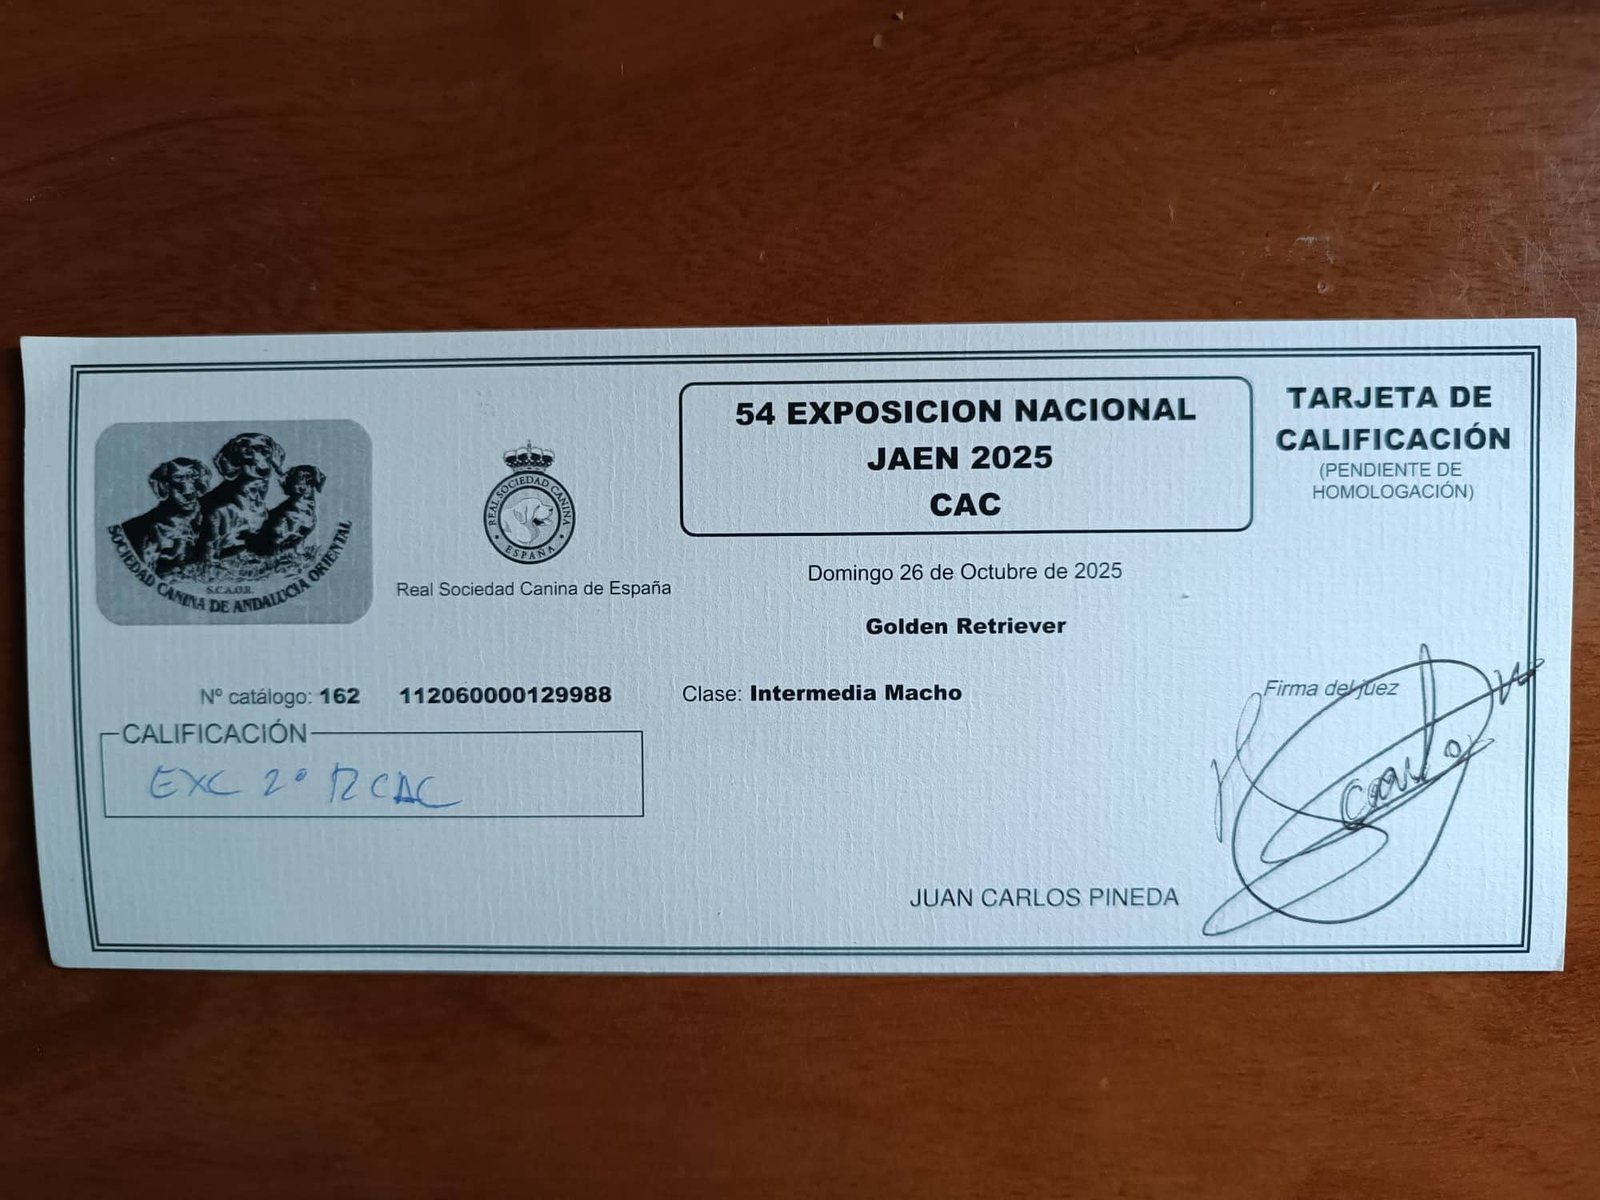 54 EXPOSICION NACIONAL
JAEN 2025
CAC
TARJETA DE
CALIFICACIÓN
(PENDIENTE DE
HOMOLOGACIÓN)
SOCIEDAD CANINA DE ANDALUCIA ORIENTAL
S.C.A.O.R.
REAL SOCIEDAD CANINA
ESPAÑA
Real Sociedad Canina de España
Domingo 26 de Octubre de 2025
Golden Retriever
Nº catálogo: 162 112060000129988 Clase: Intermedia Macho
Firma del juez
CALIFICACIÓN
EXC 2º RCAC
JUAN CARLOS PINEDA